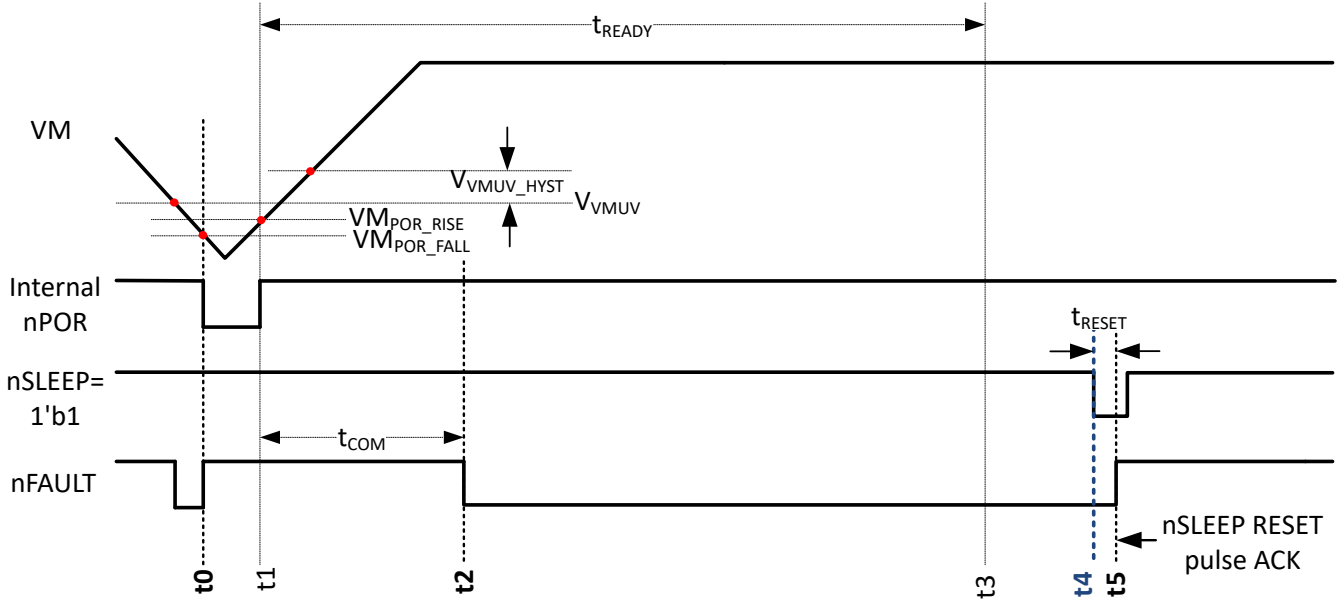 tREADY
VM
VVMUV_HYST
VVMUV
VMPOR_RISE
VMPOR_FALL
Internal
nPOR
tRESET
nSLEEP=
1'b1
tCOM
nFAULT
nSLEEP RESET
pulse ACK
t0
t1
t2
t3
t4
t5